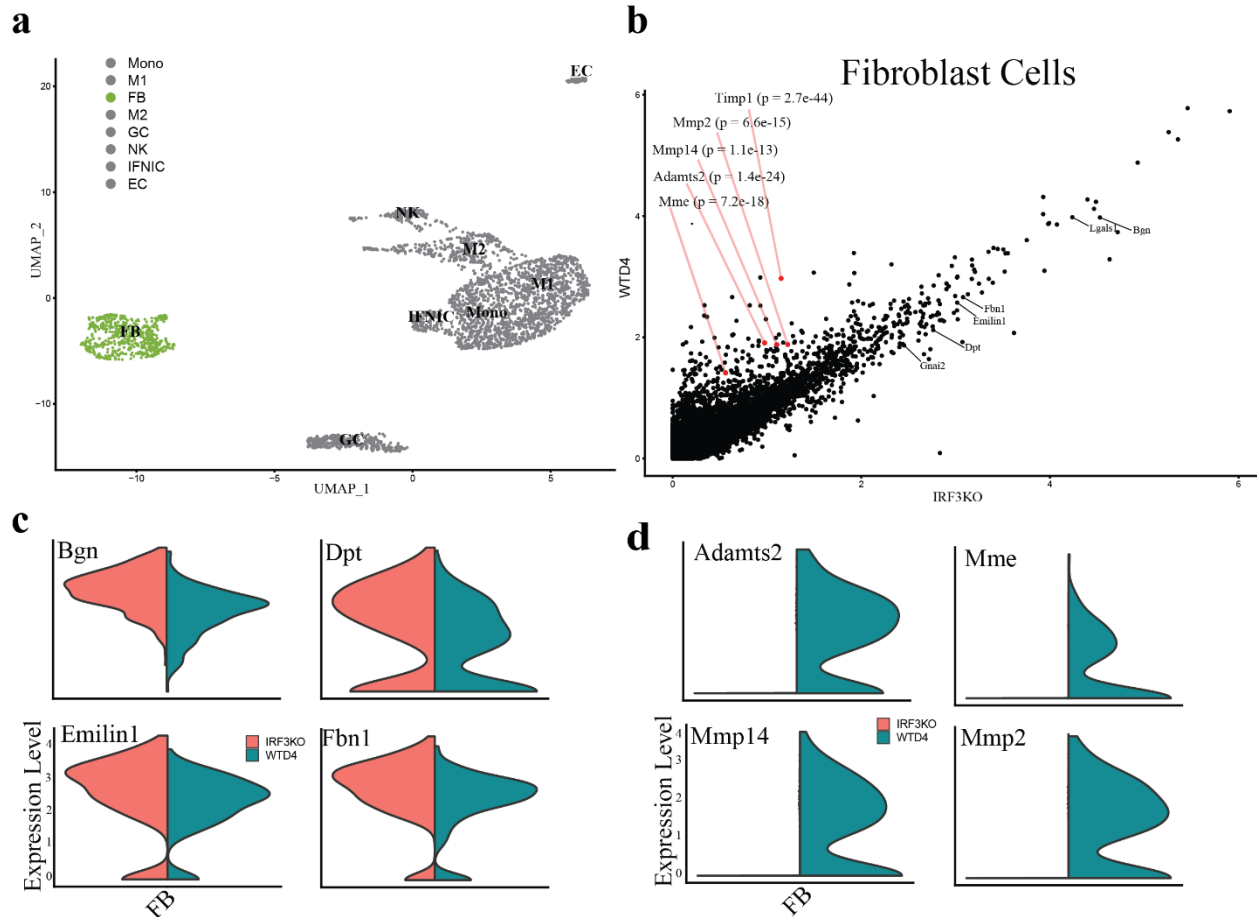 a
Mono
M1
FB
M2
GC
NK
IFNIC
EC
EC
NK
M2
M1
IFNIC
Mono
FB
GC
20
10
0
−10
UMAP_2
−10
−5
0
5
UMAP_1
b
Fibroblast Cells
Timp1 (p = 2.7e-44)
Mmp2 (p = 6.6e-15)
Mmp14 (p = 1.1e-13)
Adamts2 (p = 1.4e-24)
Mme (p = 7.2e-18)
Lgals1
Bgn
Fbn1
Emilin1
Dpt
Gnai2
6
4
2
0
WTD4
0
2
4
6
IRF3KO
c
Bgn
Dpt
Emilin1
IRF3KO
WTD4
Fbn1
Expression Level
4
3
2
1
0
FB
d
Adamts2
Mme
Mmp14
IRF3KO
WTD4
Mmp2
Expression Level
4
3
2
1
0
FB